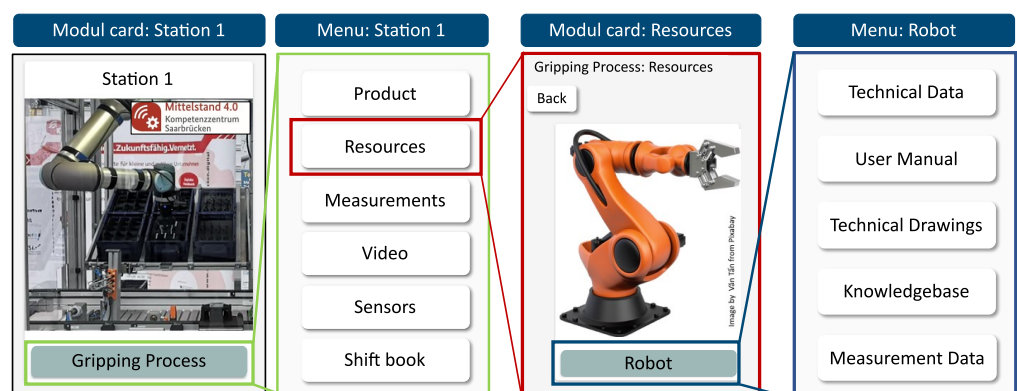 Modul card: Station 1
Station 1
Mittelstand 4.0
Kompetenzzentrum
Saarbrücken
.Zukunftsfähig.Vernetzt.
Gripping Process
Menu: Station 1
Product
Resources
Measurements
Video
Sensors
Shift book
Modul card: Resources
Gripping Process: Resources
Back
Image by Văn Tấn from Pixabay
Robot
Menu: Robot
Technical Data
User Manual
Technical Drawings
Knowledgebase
Measurement Data